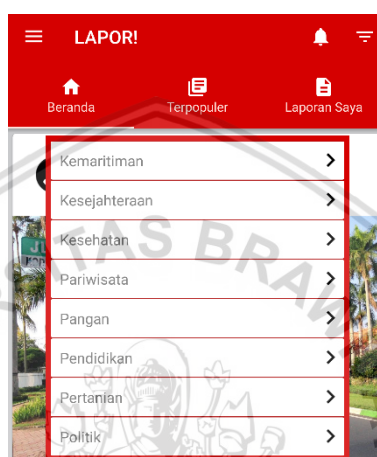 LAPOR!
Beranda
Terpopuler
Laporan Saya
Kemaritiman
Kesejahteraan
Kesehatan
Pariwisata
Pangan
Pendidikan
Pertanian
Politik